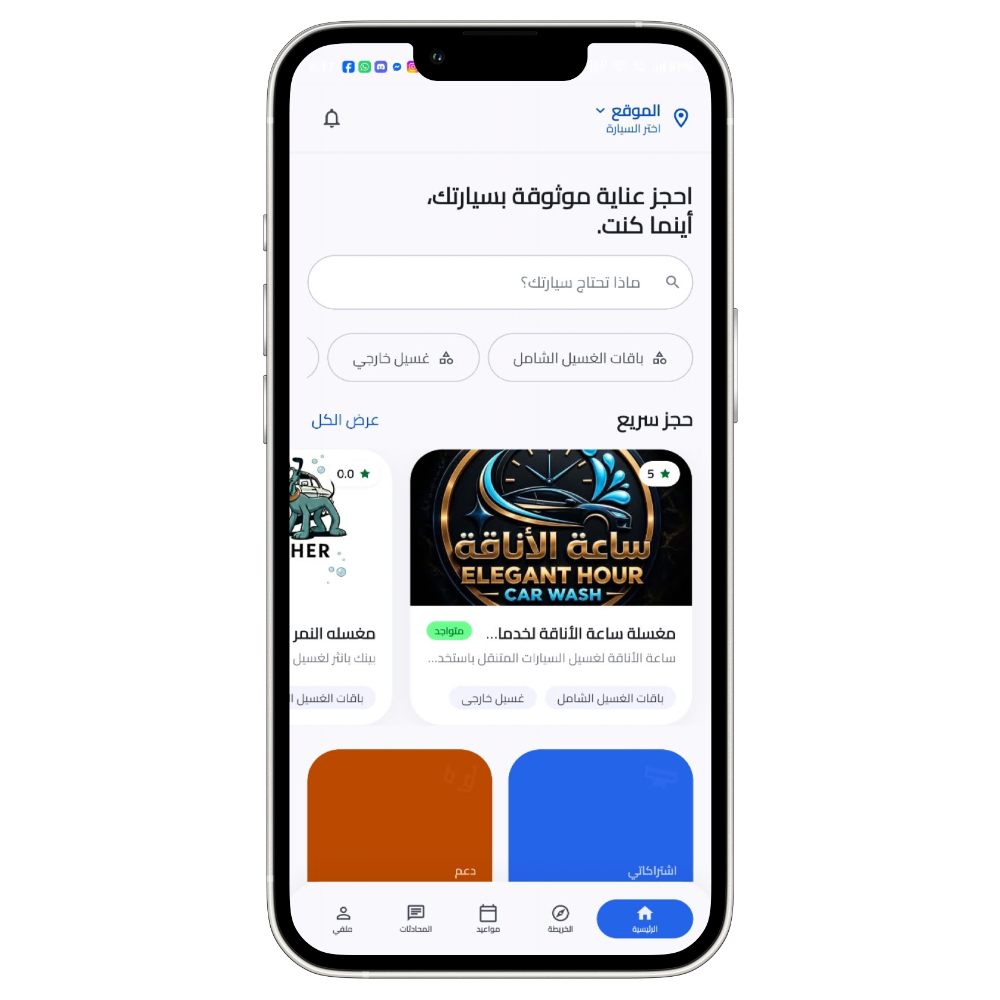 الموقع
اختر السيارة
احجز عناية موثوقة بسيارتك،
أينما كنت.
ماذا تحتاج سيارتك؟
باقات الغسيل الشامل
غسيل خارجي
حجز سريع
عرض الكل
5
ساعة الأناقة
ELEGANT HOUR
CAR WASH
مغسلة ساعة الأناقة لخدما...
متواجد
ساعة الأناقة لغسيل السيارات المتنقل باستخد...
باقات الغسيل الشامل
غسيل خارجي
0.0
HER
مغسله النمر
بينك بانثر لغسيل
باقات الغسيل ا
اشتراكاتي
دعم
الرئيسية
الخريطة
مواعيد
المحادثات
ملفي